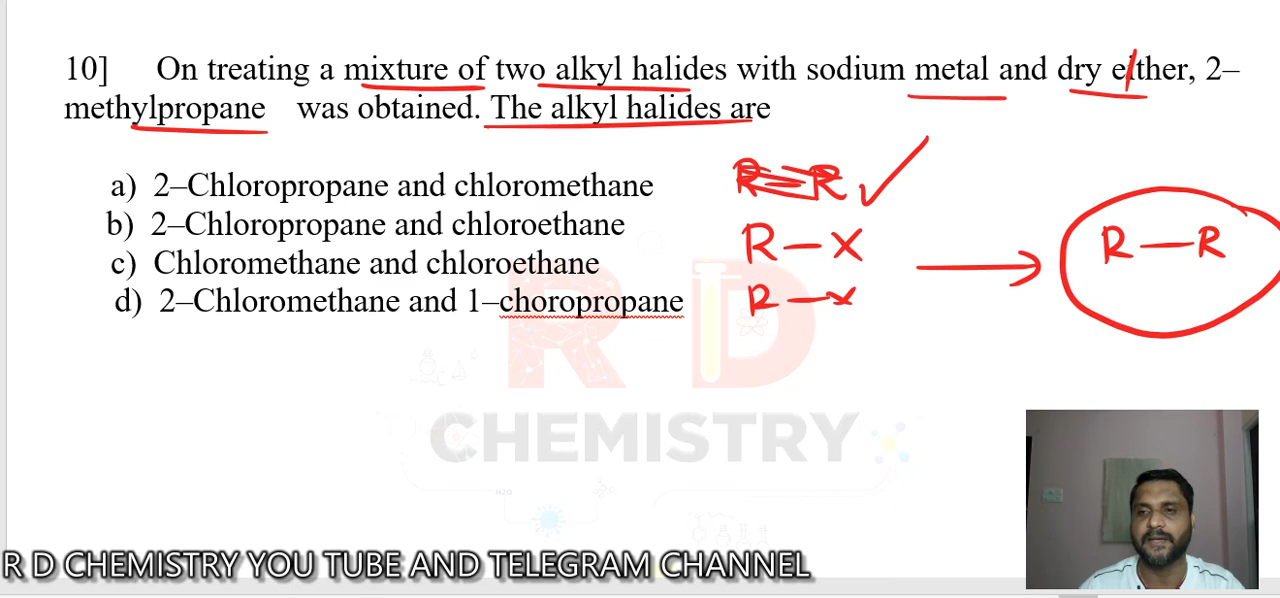 10] On treating a mixture of two alkyl halides with sodium metal and dry either, 2–
methylpropane was obtained. The alkyl halides are
a) 2–Chloropropane and chloromethane
b) 2–Chloropropane and chloroethane
c) Chloromethane and chloroethane
d) 2–Chloromethane and 1–choropropane
R—X
R—x
R—R
R D
CHEMISTRY
H2O
R D CHEMISTRY YOU TUBE AND TELEGRAM CHANNEL